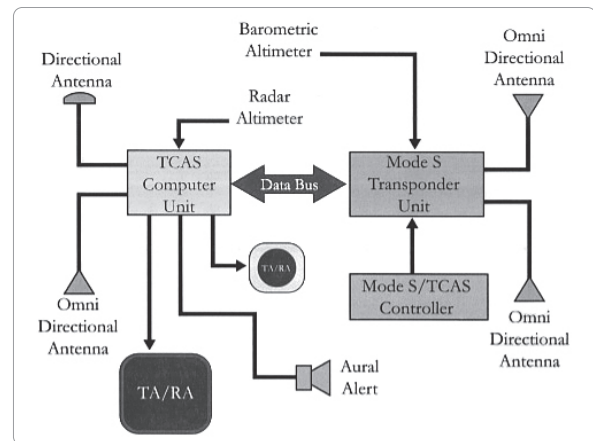 Directional
Antenna
Barometric
Altimeter
Omni
Directional
Antenna
Radar
Altimeter
TCAS
Computer
Unit
Data Bus
Mode S
Transponder
Unit
TA/RA
Mode S/TCAS
Controller
Omni
Directional
Antenna
Omni
Directional
Antenna
TA/RA
Aural
Alert